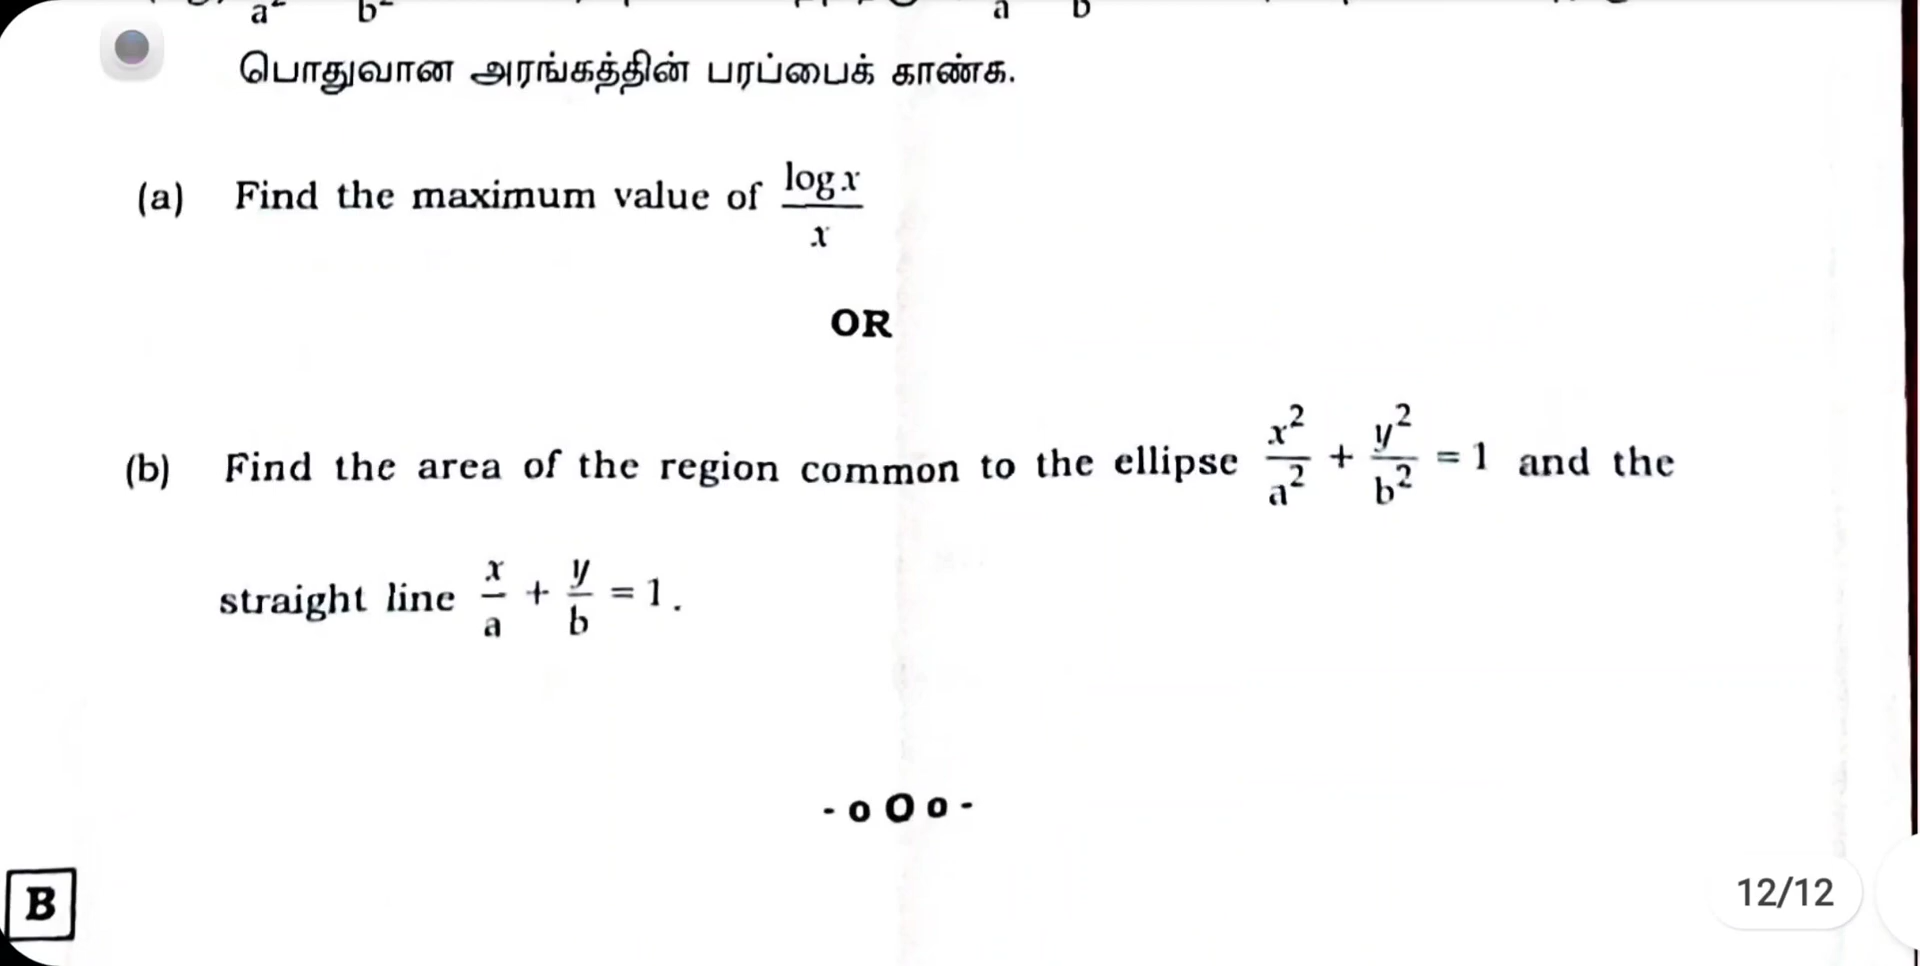 பொதுவான அரங்கத்தின் பரப்பைக் காண்க.
(a) Find the maximum value of log x / x
OR
(b) Find the area of the region common to the ellipse x²/a² + y²/b² = 1 and the
straight line x/a + y/b = 1.
- o O o -
B
12/12